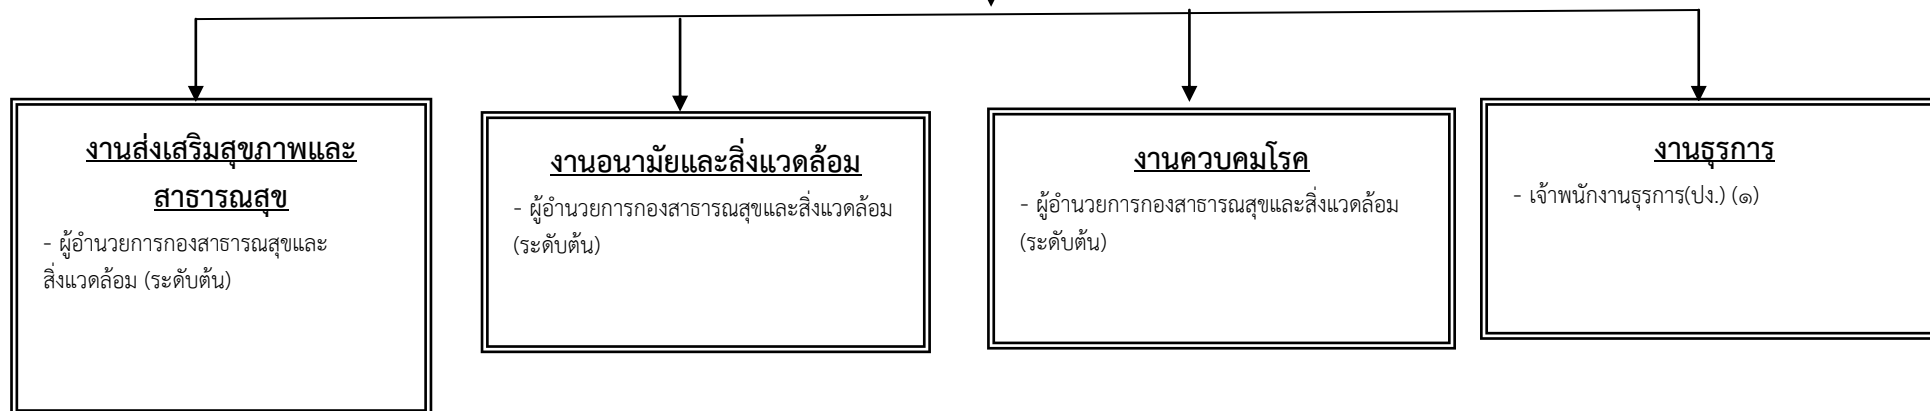 งานส่งเสริมสุขภาพและ
สาธารณสุข
- ผู้อำนวยการกองสาธารณสุขและ
สิ่งแวดล้อม (ระดับต้น)
งานอนามัยและสิ่งแวดล้อม
- ผู้อำนวยการกองสาธารณสุขและสิ่งแวดล้อม
(ระดับต้น)
งานควบคมโรค
- ผู้อำนวยการกองสาธารณสุขและสิ่งแวดล้อม
(ระดับต้น)
งานธุรการ
- เจ้าพนักงานธุรการ(ปง.) (๑)